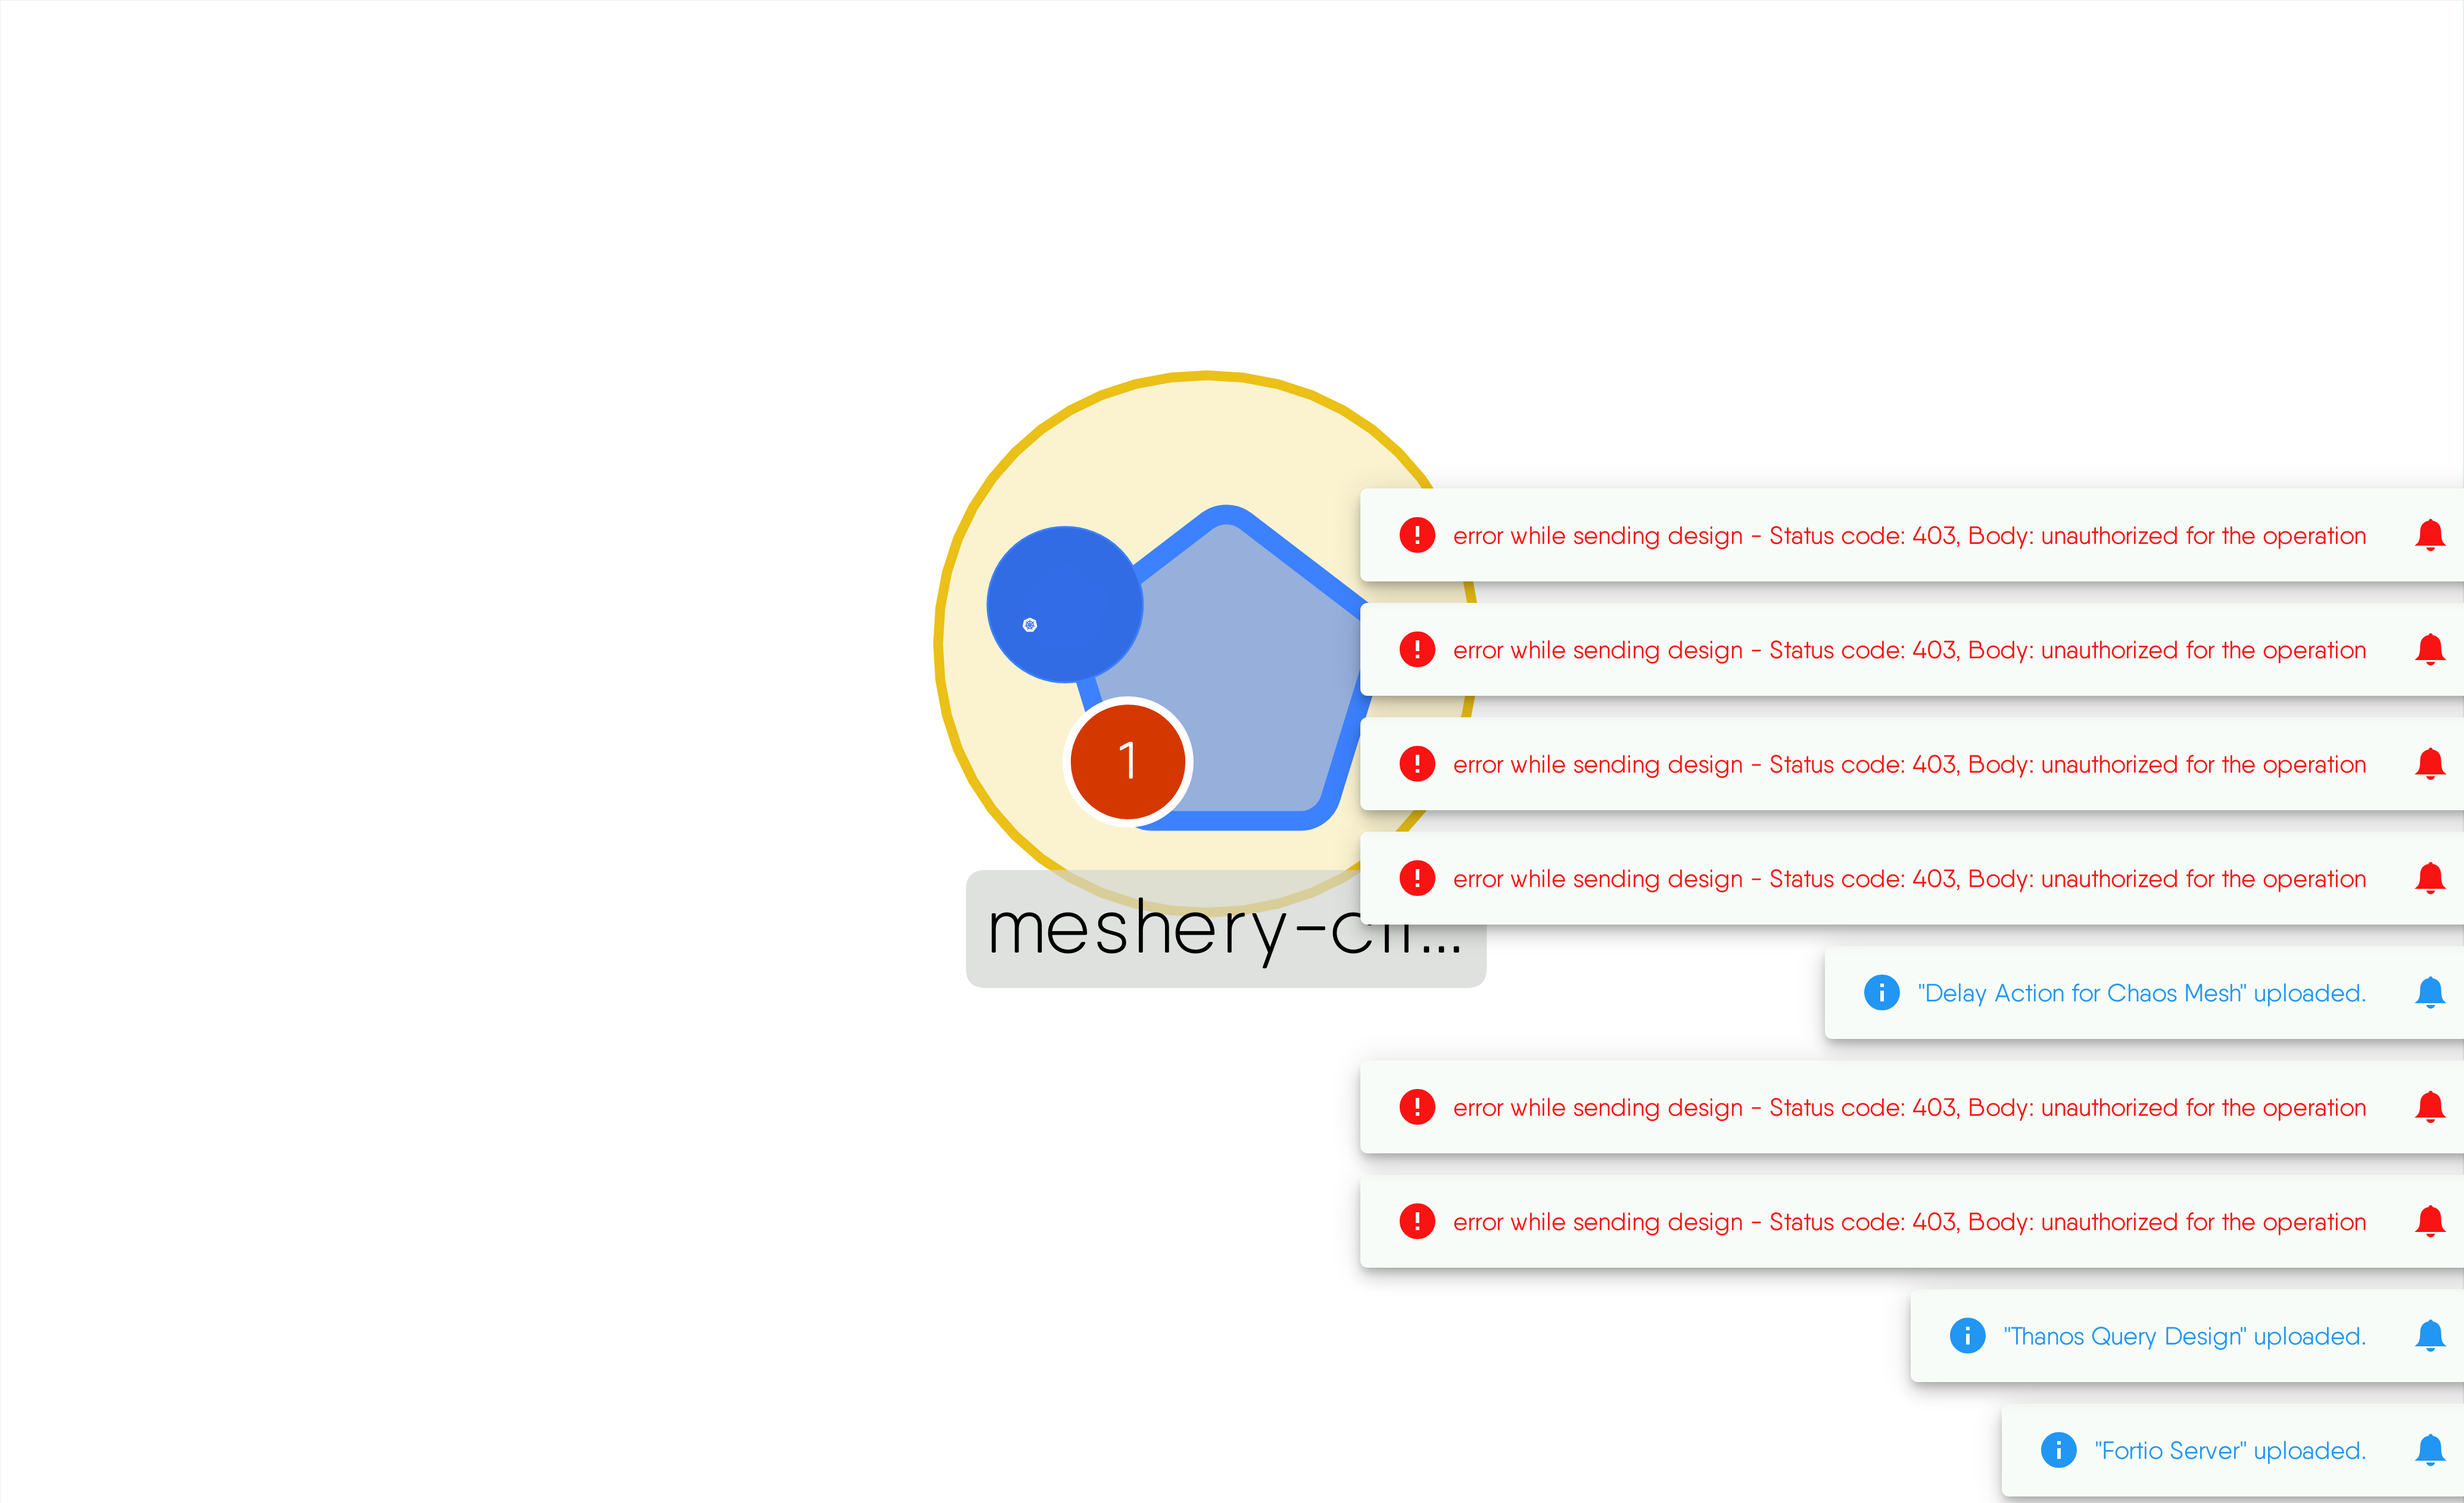 error while sending design - Status code: 403, Body: unauthorized for the operation
error while sending design - Status code: 403, Body: unauthorized for the operation
1
error while sending design - Status code: 403, Body: unauthorized for the operation
error while sending design - Status code: 403, Body: unauthorized for the operation
meshery-...
"Delay Action for Chaos Mesh" uploaded.
error while sending design - Status code: 403, Body: unauthorized for the operation
error while sending design - Status code: 403, Body: unauthorized for the operation
"Thanos Query Design" uploaded.
"Fortio Server" uploaded.